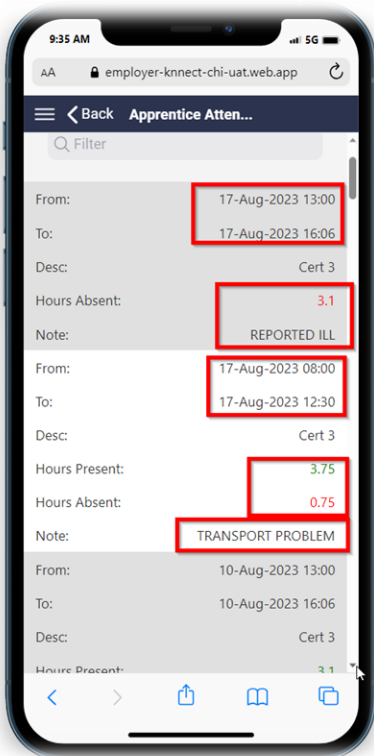 9:35 AM
5G
AA employer-knnect-chi-uat.web.app
Back Apprentice Atten...
Filter
From: 17-Aug-2023 13:00
To: 17-Aug-2023 16:06
Desc: Cert 3
Hours Absent: 3.1
Note: REPORTED ILL
From: 17-Aug-2023 08:00
To: 17-Aug-2023 12:30
Desc: Cert 3
Hours Present: 3.75
Hours Absent: 0.75
Note: TRANSPORT PROBLEM
From: 10-Aug-2023 13:00
To: 10-Aug-2023 16:06
Desc: Cert 3
Hours Present: 3.1